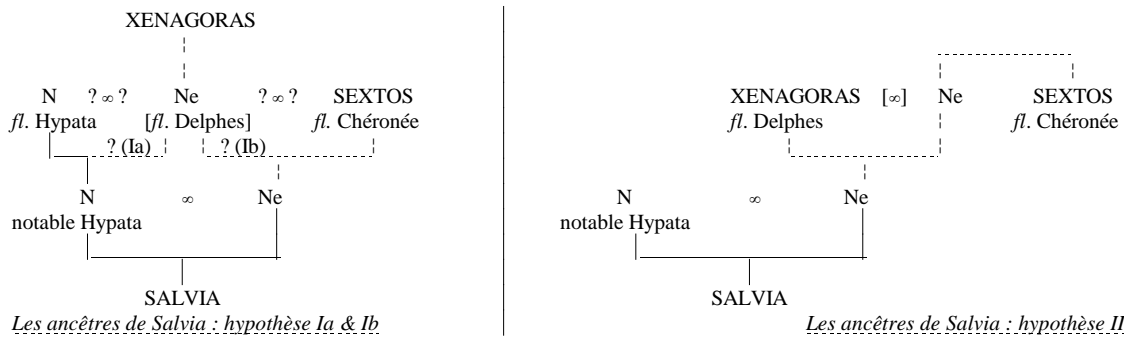 XENAGORAS
N ? ∞ ? Ne ? ∞ ? SEXTOS
fl. Hypata [fl. Delphes] fl. Chéronée
? (Ia) ? (Ib)
N ∞ Ne
notable Hypata
SALVIA
Les ancêtres de Salvia : hypothèse Ia & Ib
XENAGORAS [∞] Ne SEXTOS
fl. Delphes fl. Chéronée
N ∞ Ne
notable Hypata
SALVIA
Les ancêtres de Salvia : hypothèse II